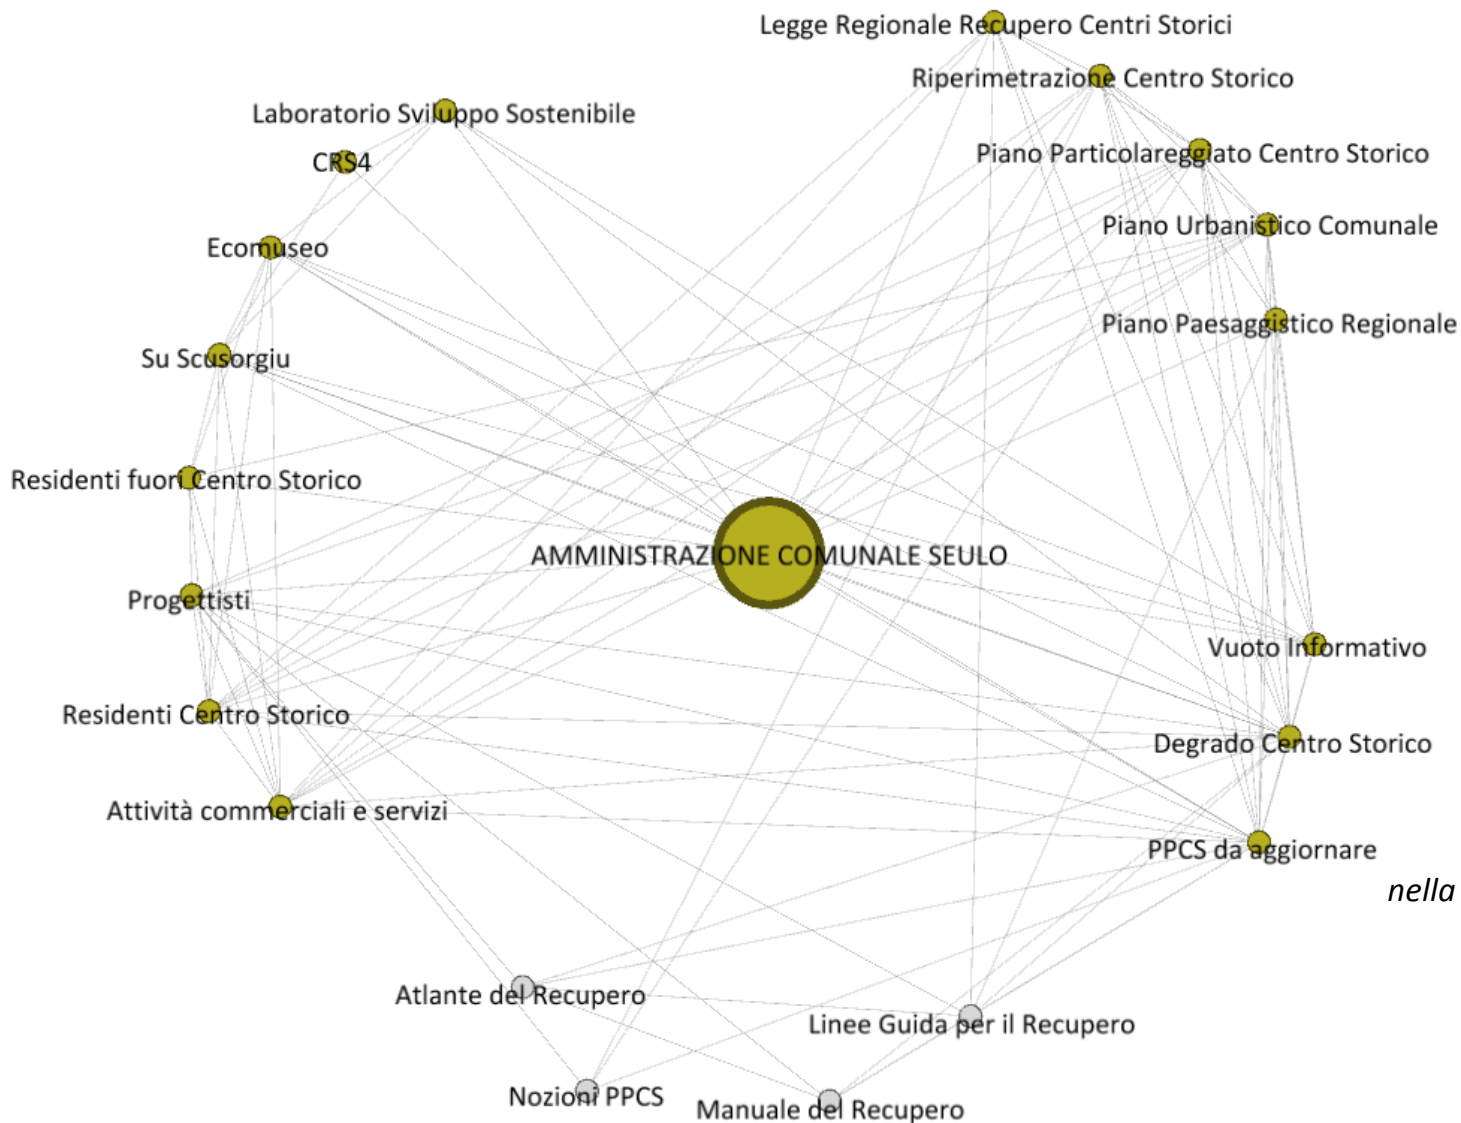 Legge Regionale Recupero Centri Storici
Riperimetrazione Centro Storico
Laboratorio Sviluppo Sostenibile
Piano Particolareggiato Centro Storico
CRS4
Piano Urbanistico Comunale
Ecomuseo
Piano Paesaggistico Regionale
Su Scusorgiu
Residenti fuori Centro Storico
AMMINISTRAZIONE COMUNALE SEULO
Progettisti
Vuoto Informativo
Residenti Centro Storico
Degrado Centro Storico
Attività commerciali e servizi
PPCS da aggiornare
nella
Atlante del Recupero
Linee Guida per il Recupero
Nozioni PPCS
Manuale del Recupero